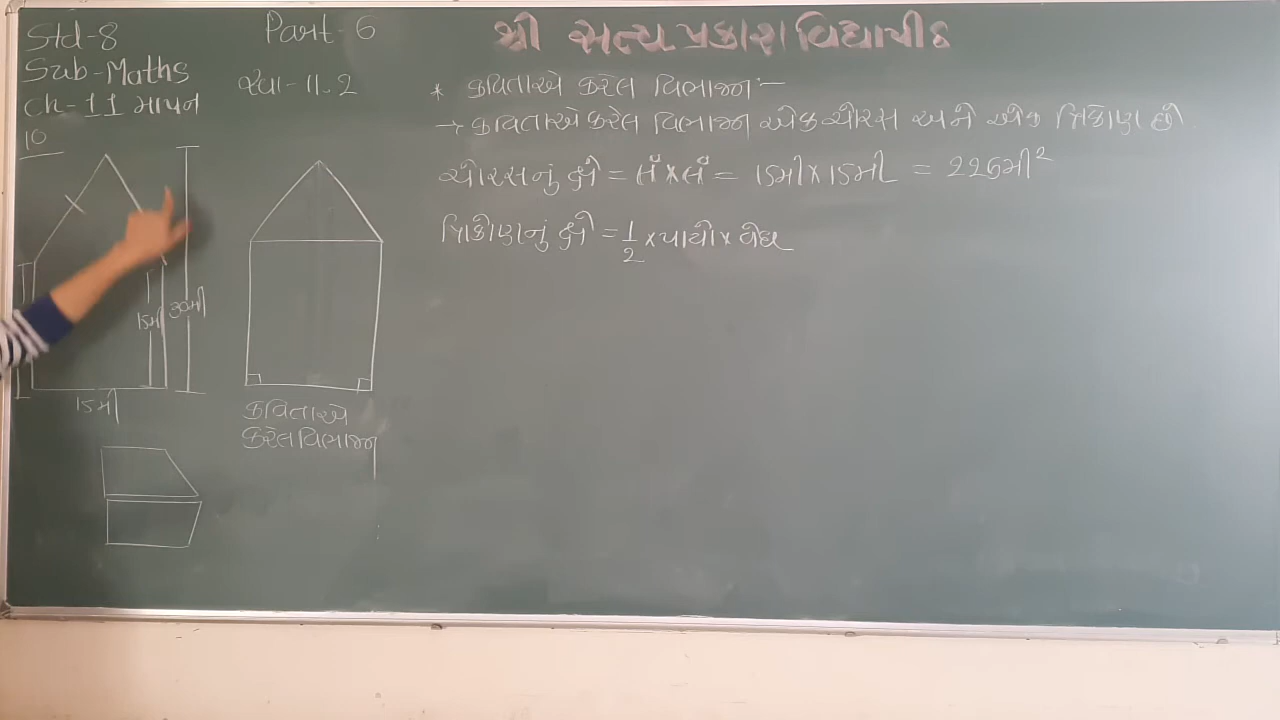 Std-8
Part-6
શ્રી સત્ય પ્રકાશ વિદ્યાપીઠ
Sub-Maths
સ્વા-11.2
* કવિતાએ કરેલ વિભાજન :-
Ch-11 માપન
→ કવિતાએ કરેલ વિભાજન એક ચોરસ અને એક ત્રિકોણ છે.
10
ચોરસનું ક્ષે = લં × લં = 15મી × 15મી = 225મી²
ત્રિકોણનું ક્ષે = 1/2 × પાયો × વેધ
15મી
30મી
15મી
કવિતાએ
કરેલ વિભાજન